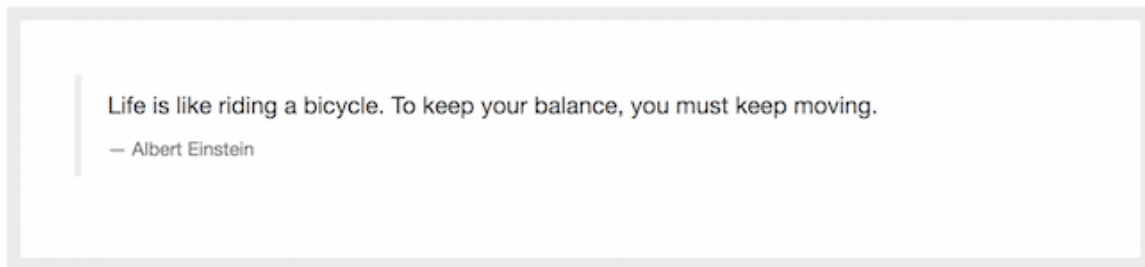 Life is like riding a bicycle. To keep your balance, you must keep moving.
— Albert Einstein